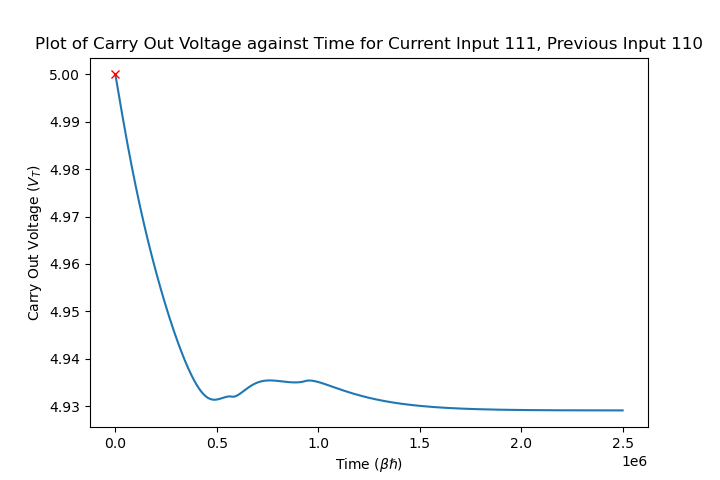 Plot of Carry Out Voltage against Time for Current Input 111, Previous Input 110
5.00
4.99
4.98
4.97
4.96
4.95
4.94
4.93
Carry Out Voltage (V_T)
0.0 0.5 1.0 1.5 2.0 2.5
1e6
Time (βħ)